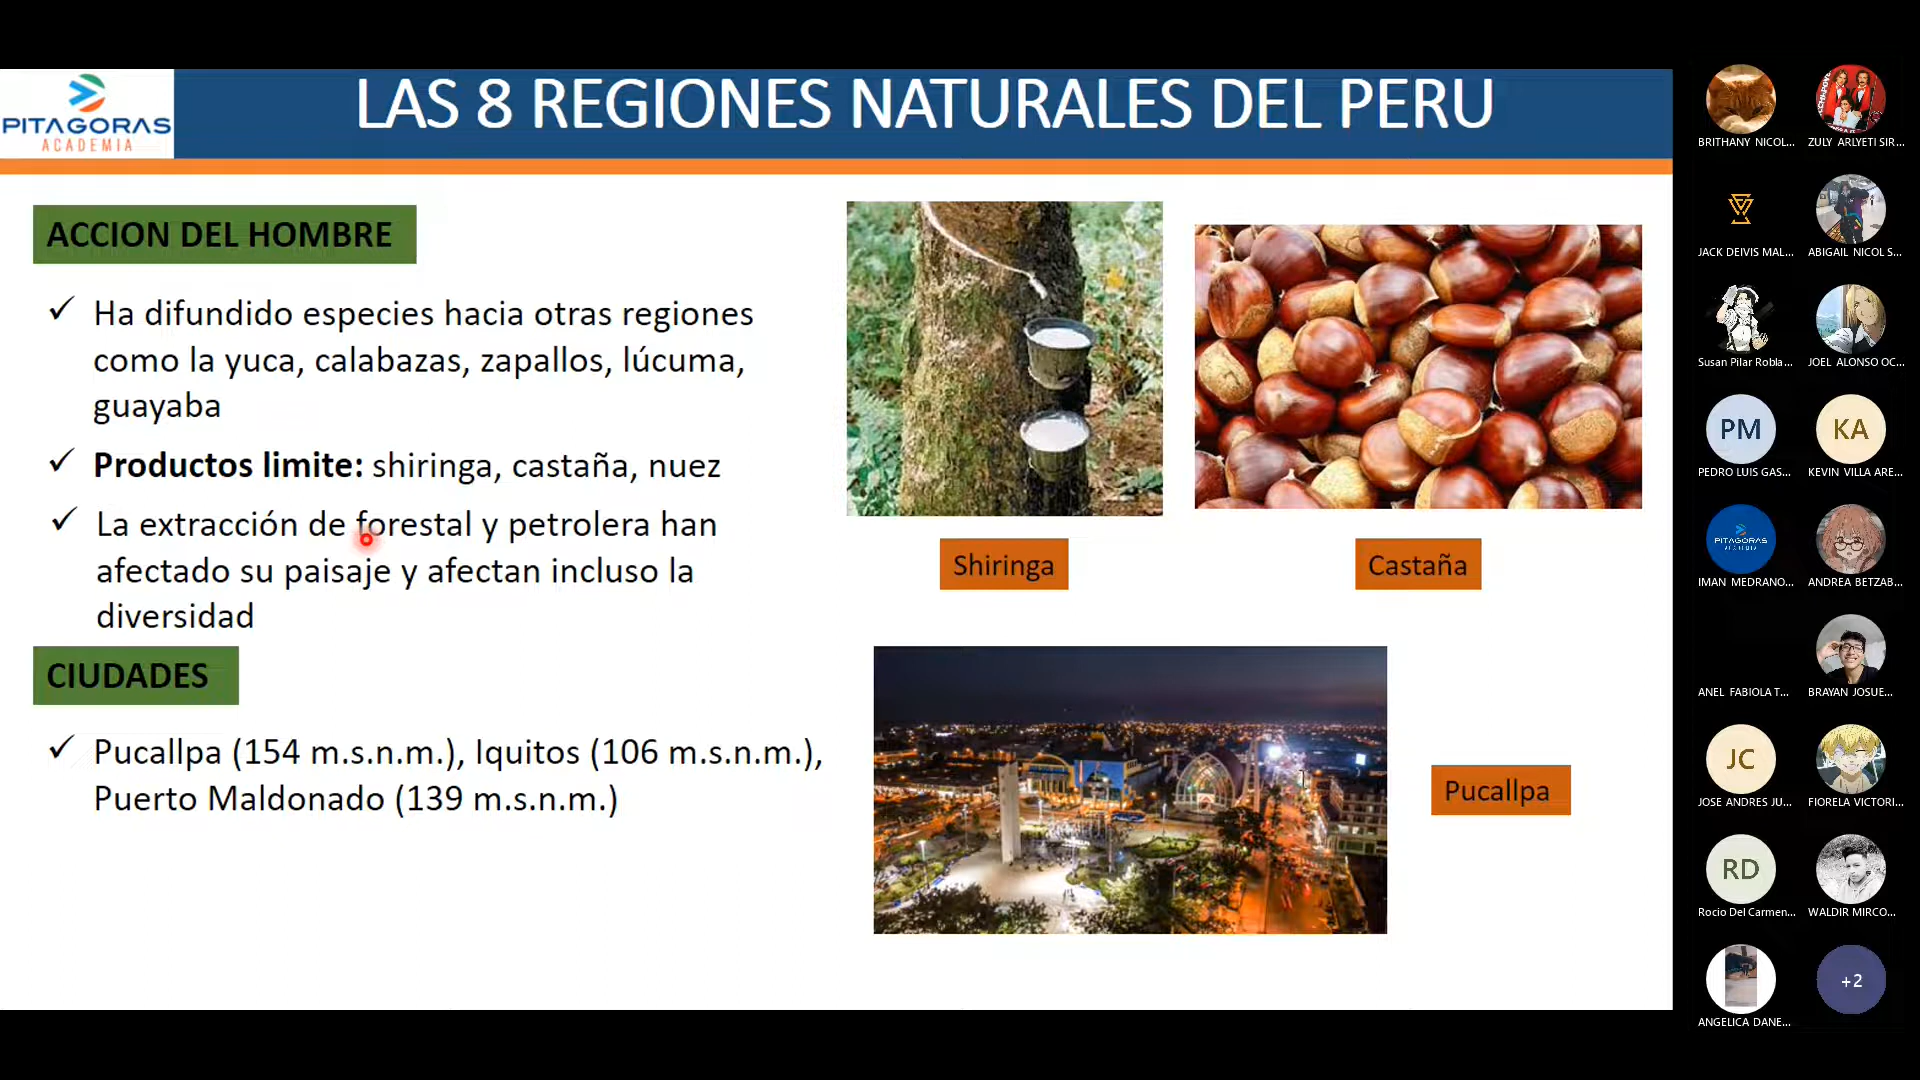 PITAGORAS
ACADEMIA
LAS 8 REGIONES NATURALES DEL PERU
ACCION DEL HOMBRE
✓ Ha difundido especies hacia otras regiones
como la yuca, calabazas, zapallos, lúcuma,
guayaba
✓ Productos limite: shiringa, castaña, nuez
✓ La extracción de forestal y petrolera han
afectado su paisaje y afectan incluso la
diversidad
CIUDADES
✓ Pucallpa (154 m.s.n.m.), Iquitos (106 m.s.n.m.),
Puerto Maldonado (139 m.s.n.m.)
Shiringa
Castaña
Pucallpa
BRITHANY NICOL...
ZULY ARLYETI SIR...
JACK DEIVIS MAL...
ABIGAIL NICOL S...
Susan Pilar Robla...
JOEL ALONSO OC...
PM
KA
PEDRO LUIS GAS...
KEVIN VILLA ARE...
PITAGORAS
IMAN MEDRANO...
ANDREA BETZAB...
ANEL FABIOLA T...
BRAYAN JOSUE...
JC
JOSE ANDRES JU...
FIORELA VICTORI...
RD
Rocio Del Carmen...
WALDIR MIRCO...
ANGELICA DANE...
+2